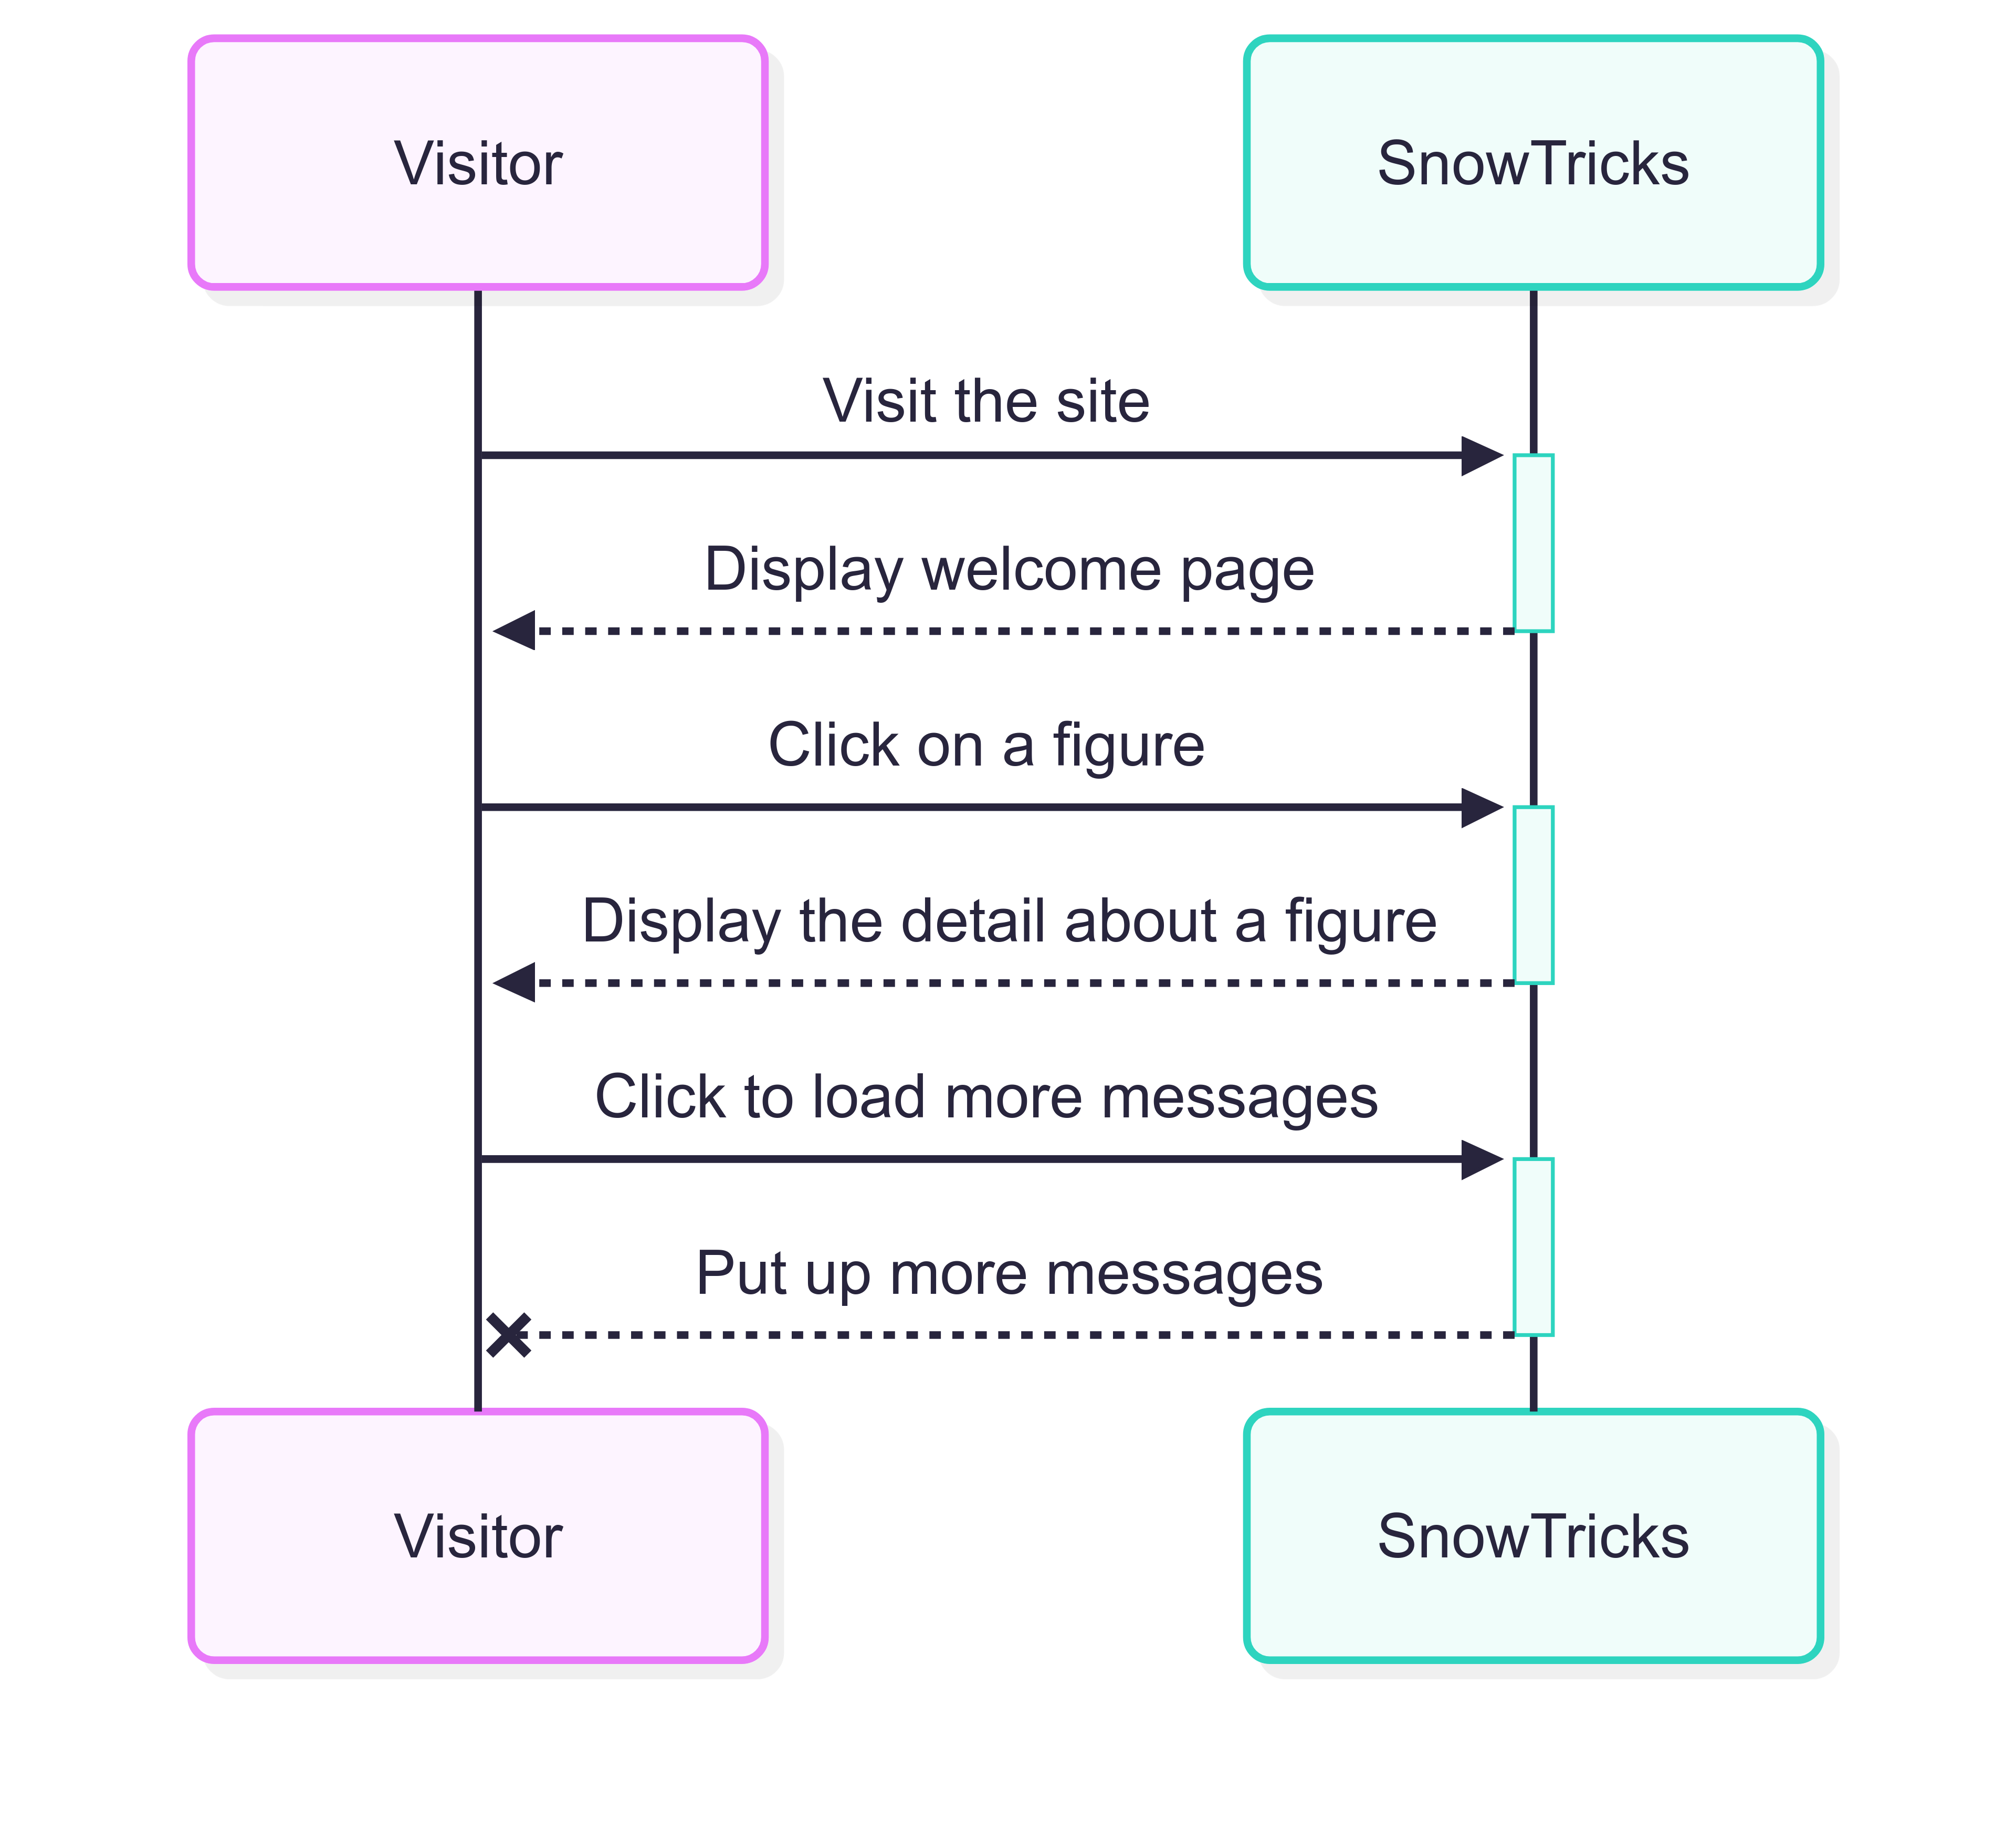 Visitor
SnowTricks
Visit the site
Display welcome page
Click on a figure
Display the detail about a figure
Click to load more messages
Put up more messages
Visitor
SnowTricks